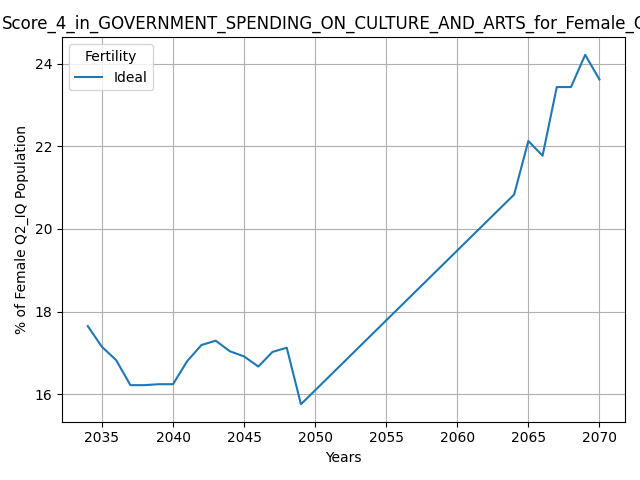 Score_4_in_GOVERNMENT_SPENDING_ON_CULTURE_AND_ARTS_for_Female_
Fertility
Ideal
24
22
20
18
16
% of Female Q2_IQ Population
2035 2040 2045 2050 2055 2060 2065 2070
Years